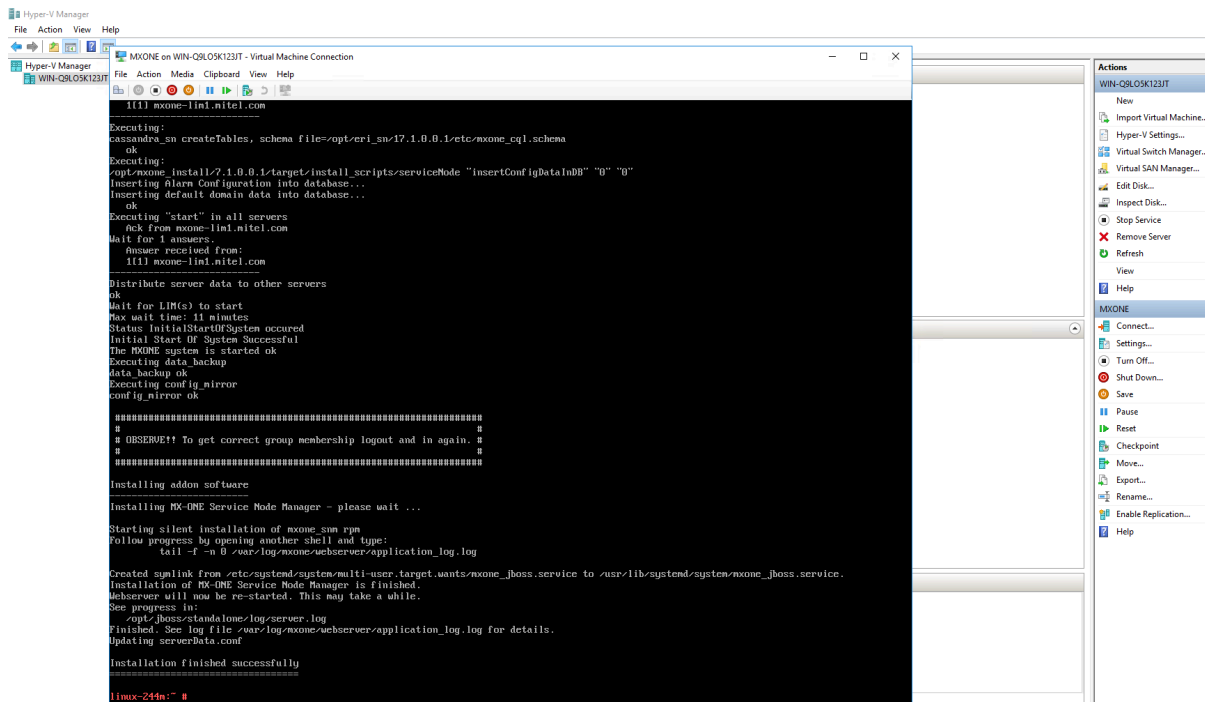 Hyper-V Manager
File Action View Help
Hyper-V Manager
WIN-Q9LO5K123JT
MXONE on WIN-Q9LO5K123JT - Virtual Machine Connection
File Action Media Clipboard View Help
1[1] mxone-lim1.mitel.com
---------------------------
Executing:
cassandra_sn createTables, schema file=/opt/eri_sn/17.1.0.0.1/etc/mxone_cql.schema
ok
Executing:
/opt/mxone_install/7.1.0.0.1/target/install_scripts/serviceNode "insertConfigDataInDB" "0" "0"
Inserting Alarm Configuration into database...
Inserting default domain data into database...
ok
Executing "start" in all servers
Ack from mxone-lim1.mitel.com
Wait for 1 answers.
Answer received from:
1[1] mxone-lim1.mitel.com
---------------------------
Distribute server data to other servers
ok
Wait for LIM(s) to start
Max wait time: 11 minutes
Status InitialStartOfSystem occured
Initial Start Of System Successful
The MXONE system is started ok
Executing data_backup
data_backup ok
Executing config_mirror
config_mirror ok
##################################################################
# #
# OBSERVE!! To get correct group membership logout and in again. #
# #
##################################################################
Installing addon software
-------------------------
Installing MX-ONE Service Node Manager - please wait ...
Starting silent installation of mxone_snm rpm
Follow progress by opening another shell and type:
tail -f -n 0 /var/log/mxone/webserver/application_log.log
Created symlink from /etc/systemd/system/multi-user.target.wants/mxone_jboss.service to /usr/lib/systemd/system/mxone_jboss.service.
Installation of MX-ONE Service Node Manager is finished.
Webserver will now be re-started. This may take a while.
See progress in:
/opt/jboss/standalone/log/server.log
Finished. See log file /var/log/mxone/webserver/application_log.log for details.
Updating serverData.conf
Installation finished successfully
==================================
linux-244m:~ #
Actions
WIN-Q9LO5K123JT
New
Import Virtual Machine..
Hyper-V Settings...
Virtual Switch Manager..
Virtual SAN Manager...
Edit Disk...
Inspect Disk...
Stop Service
Remove Server
Refresh
View
Help
MXONE
Connect...
Settings...
Turn Off...
Shut Down...
Save
Pause
Reset
Checkpoint
Move...
Export...
Rename...
Enable Replication...
Help